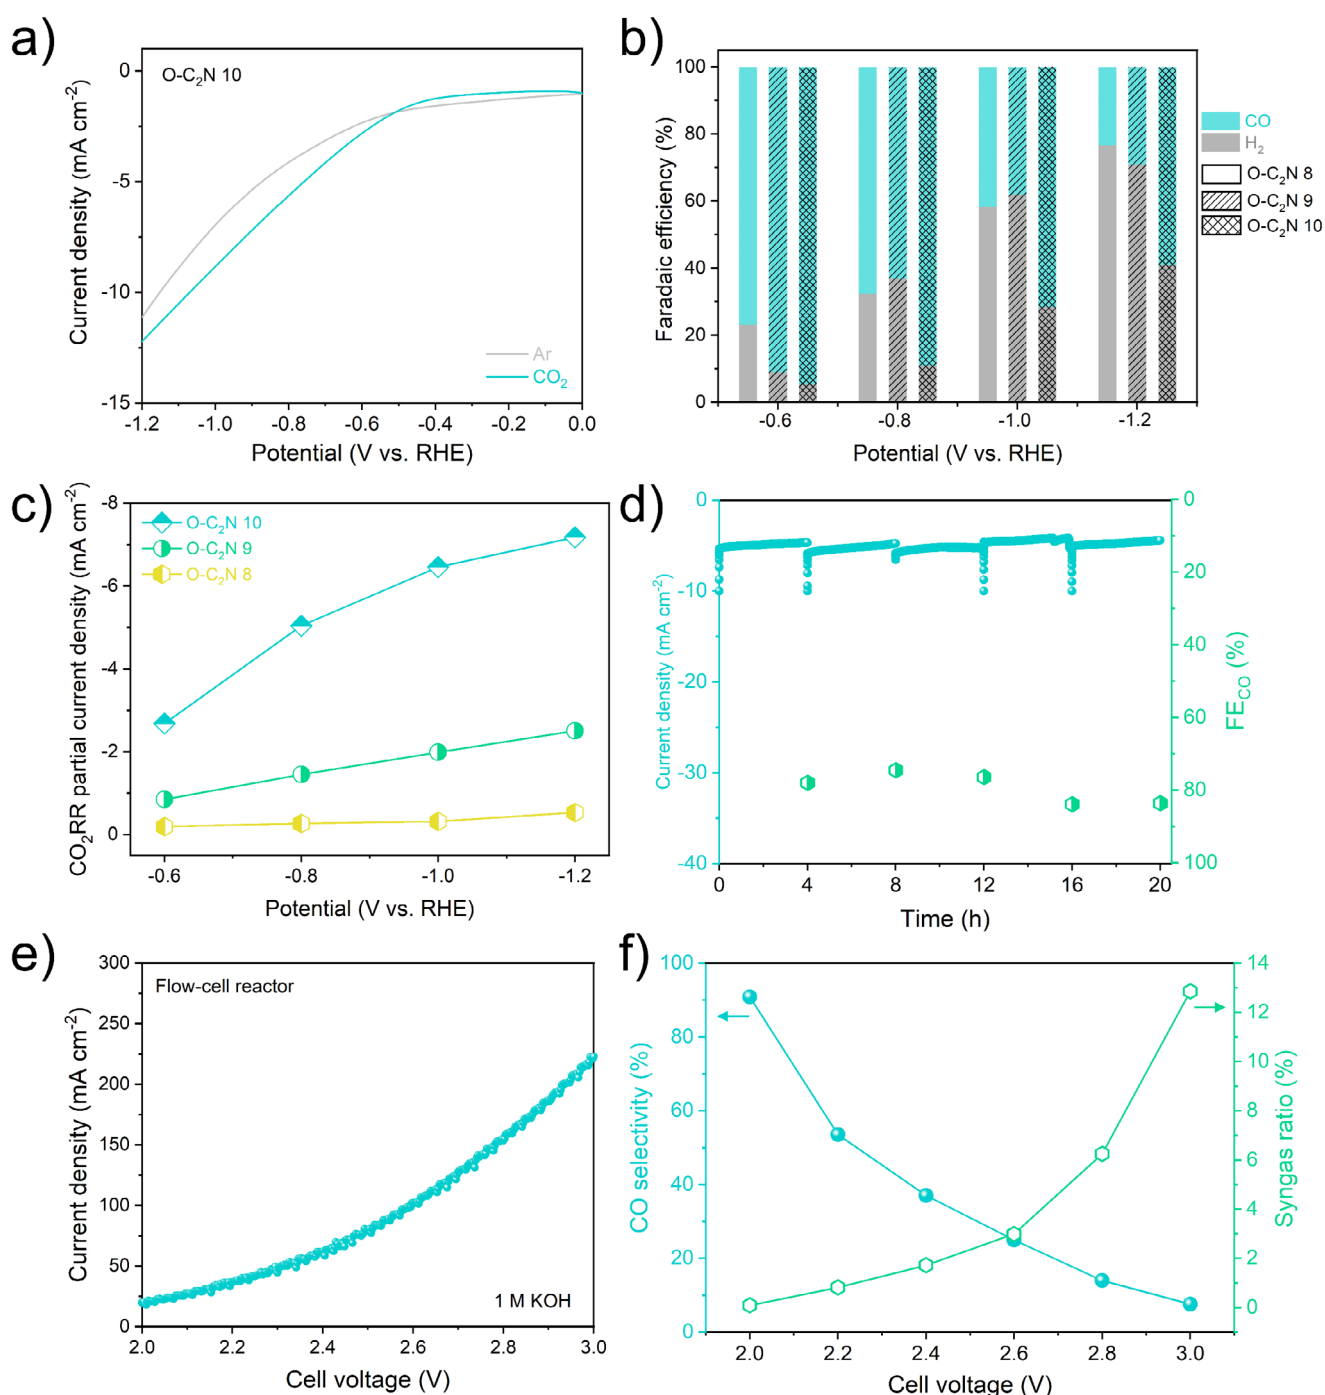 a)
O-C₂N 10
0
-5
-10
-15
Current density (mA cm⁻²)
Ar
CO₂
-1.2 -1.0 -0.8 -0.6 -0.4 -0.2 0.0
Potential (V vs. RHE)
b)
100
80
60
40
20
0
Faradaic efficiency (%)
-0.6 -0.8 -1.0 -1.2
Potential (V vs. RHE)
CO
H₂
O-C₂N 8
O-C₂N 9
O-C₂N 10
c)
-8
-6
-4
-2
0
CO₂RR partial current density (mA cm⁻²)
O-C₂N 10
O-C₂N 9
O-C₂N 8
-0.6 -0.8 -1.0 -1.2
Potential (V vs. RHE)
d)
0
-10
-20
-30
-40
Current density (mA cm⁻²)
0
20
40
60
80
100
FE_CO (%)
0 4 8 12 16 20
Time (h)
e)
300
250
200
150
100
50
0
Current density (mA cm⁻²)
Flow-cell reactor
1 M KOH
2.0 2.2 2.4 2.6 2.8 3.0
Cell voltage (V)
f)
100
80
60
40
20
0
CO selectivity (%)
14
12
10
8
6
4
2
0
Syngas ratio (%)
2.0 2.2 2.4 2.6 2.8 3.0
Cell voltage (V)